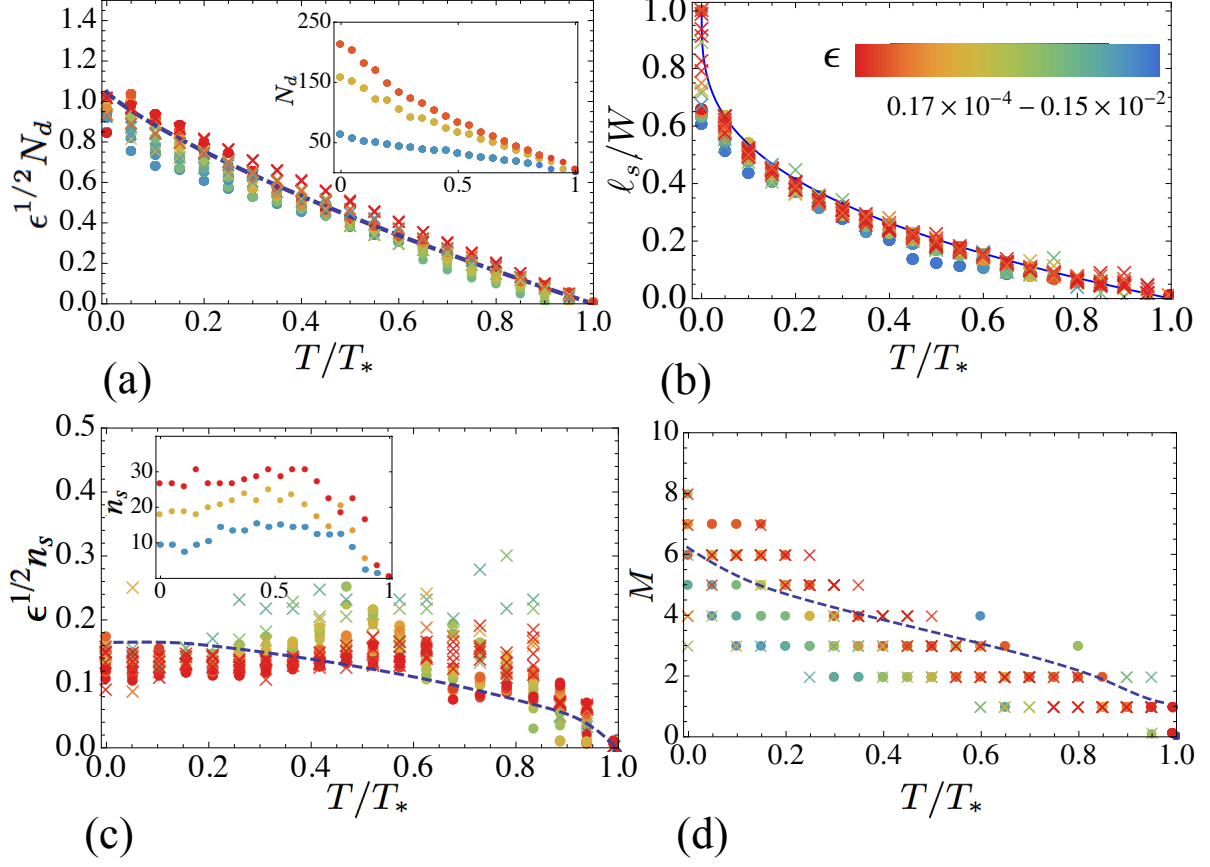 1.4
1.2
1.0
0.8
0.6
0.4
0.2
0.0
ϵ^{1/2} N_d
0.0 0.2 0.4 0.6 0.8 1.0
T/T_*
(a)
250
150
50
N_d
0 0.5 1
1.0
0.8
0.6
0.4
0.2
0.0
ℓ_s/W
ϵ
0.17 × 10^{-4} – 0.15 × 10^{-2}
0.0 0.2 0.4 0.6 0.8 1.0
T/T_*
(b)
0.5
0.4
0.3
0.2
0.1
0.0
ϵ^{1/2} n_s
30
20
10
n_s
0 0.5 1
0.0 0.2 0.4 0.6 0.8 1.0
T/T_*
(c)
10
8
6
4
2
0
M
0.0 0.2 0.4 0.6 0.8 1.0
T/T_*
(d)